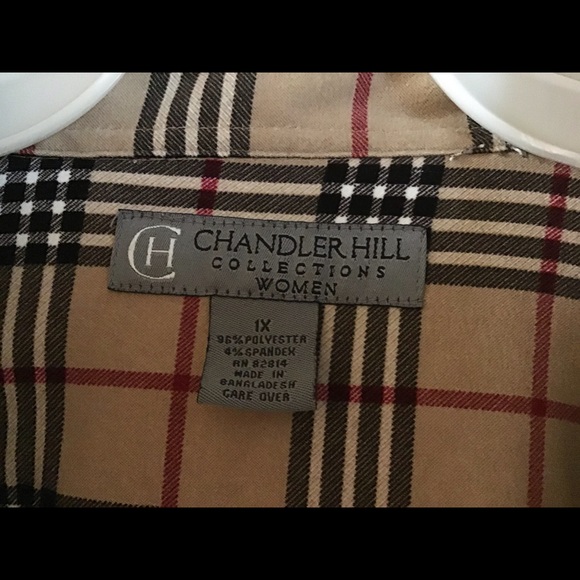 CH
CHANDLER HILL
COLLECTIONS
WOMEN
1X
96% POLYESTER
4% SPANDEX
RN 82814
MADE IN
BANGLADESH
CARE OVER